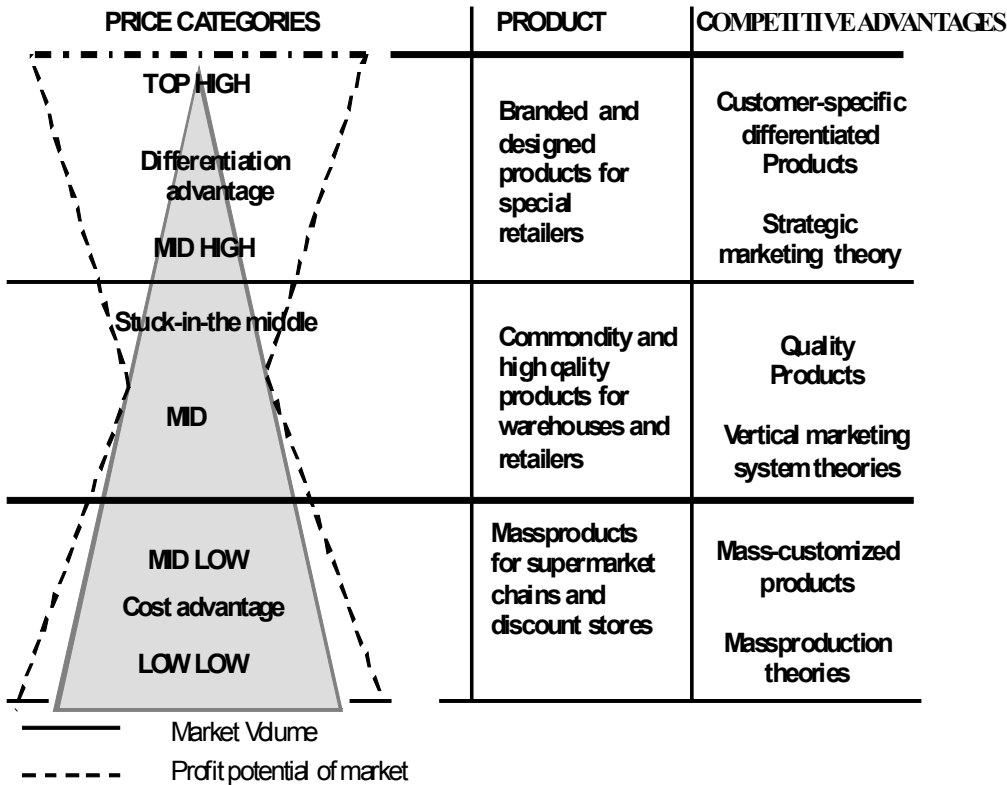 PRICE CATEGORIES
PRODUCT
COMPETITIVE ADVANTAGES
TOP HIGH
Differentiation
advantage
MID HIGH
Branded and
designed
products for
special
retailers
Customer-specific
differentiated
Products
Strategic
marketing theory
Stuck-in-the middle
MID
Commondity and
high qality
products for
warehouses and
retailers
Quality
Products
Vertical marketing
system theories
MID LOW
Cost advantage
LOW LOW
Massproducts
for supermarket
chains and
discount stores
Mass-customized
products
Massproduction
theories
Market Volume
Profit potential of market